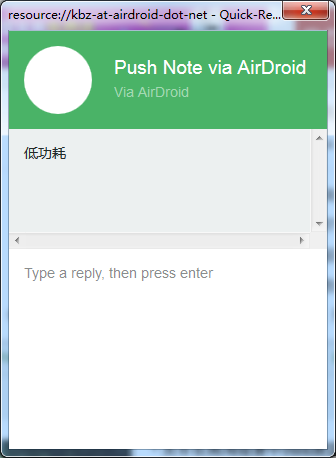 resource://kbz-at-airdroid-dot-net - Quick-Re...
Push Note via AirDroid
Via AirDroid
低功耗
Type a reply, then press enter